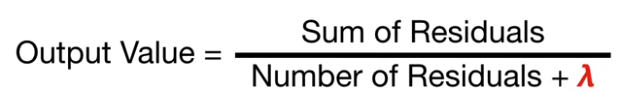 Output Value = Sum of Residuals
Number of Residuals + λ